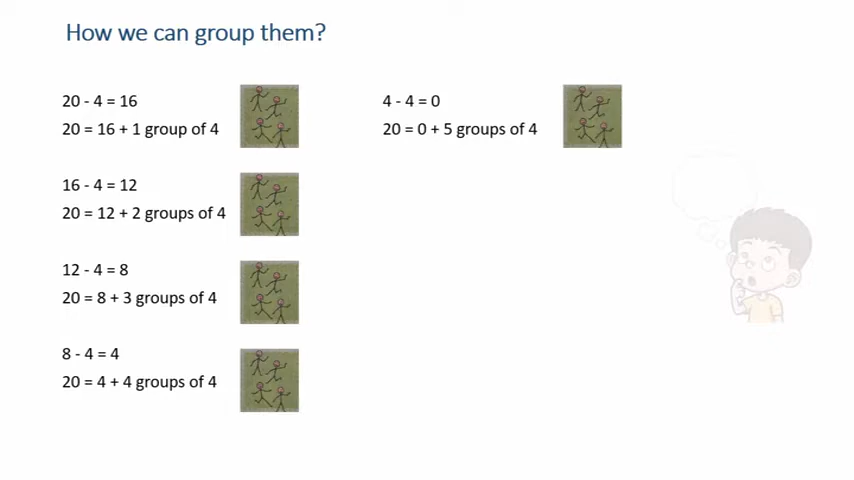 How we can group them?
20 - 4 = 16
20 = 16 + 1 group of 4
16 - 4 = 12
20 = 12 + 2 groups of 4
12 - 4 = 8
20 = 8 + 3 groups of 4
8 - 4 = 4
20 = 4 + 4 groups of 4
4 - 4 = 0
20 = 0 + 5 groups of 4